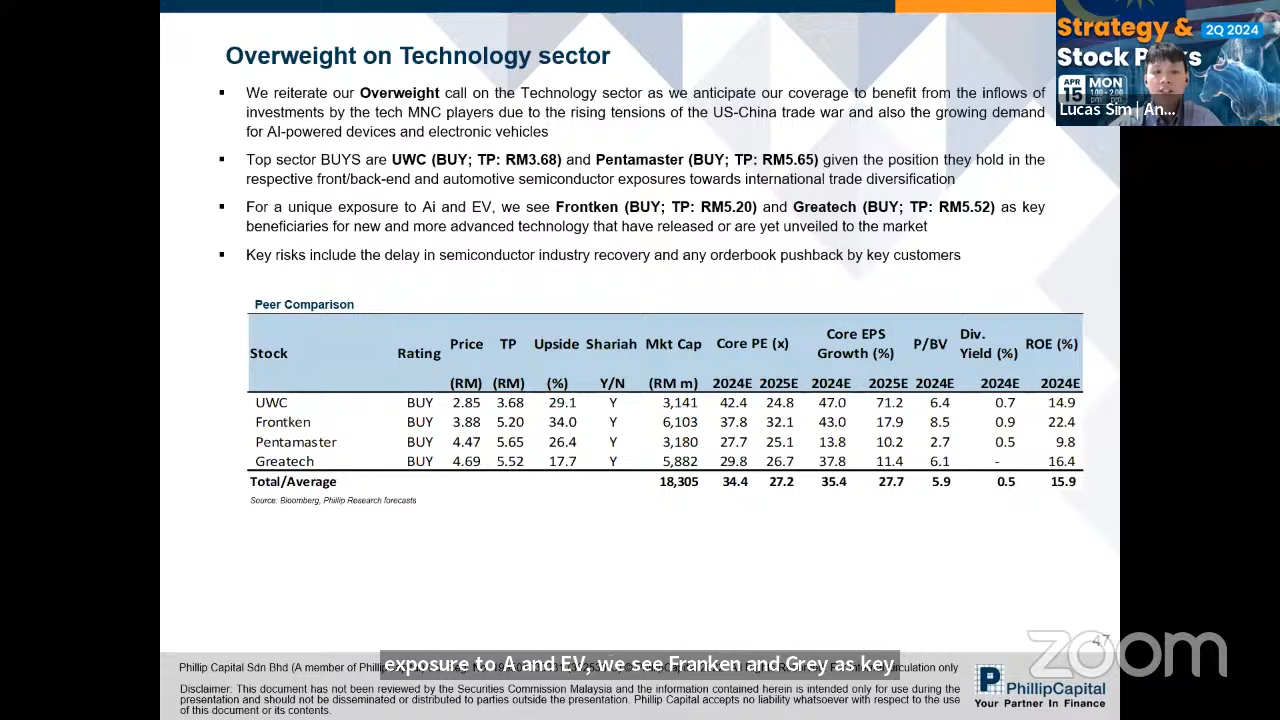 Overweight on Technology sector
Strategy &
2Q 2024
Stock P ks
APR
15
MON
1:00 - 2:00
pm pm
Lucas Sim | An...
▪ We reiterate our Overweight call on the Technology sector as we anticipate our coverage to benefit from the inflows of
investments by the tech MNC players due to the rising tensions of the US-China trade war and also the growing demand
for AI-powered devices and electronic vehicles
▪ Top sector BUYS are UWC (BUY; TP: RM3.68) and Pentamaster (BUY; TP: RM5.65) given the position they hold in the
respective front/back-end and automotive semiconductor exposures towards international trade diversification
▪ For a unique exposure to Ai and EV, we see Frontken (BUY; TP: RM5.20) and Greatech (BUY; TP: RM5.52) as key
beneficiaries for new and more advanced technology that have released or are yet unveiled to the market
▪ Key risks include the delay in semiconductor industry recovery and any orderbook pushback by key customers
Peer Comparison
Stock Rating Price TP Upside Shariah Mkt Cap Core PE (x) Core EPS Growth (%) P/BV Div. Yield (%) ROE (%)
(RM) (RM) (%) Y/N (RM m) 2024E 2025E 2024E 2025E 2024E 2024E 2024E
UWC BUY 2.85 3.68 29.1 Y 3,141 42.4 24.8 47.0 71.2 6.4 0.7 14.9
Frontken BUY 3.88 5.20 34.0 Y 6,103 37.8 32.1 43.0 17.9 8.5 0.9 22.4
Pentamaster BUY 4.47 5.65 26.4 Y 3,180 27.7 25.1 13.8 10.2 2.7 0.5 9.8
Greatech BUY 4.69 5.52 17.7 Y 5,882 29.8 26.7 37.8 11.4 6.1 - 16.4
Total/Average 18,305 34.4 27.2 35.4 27.7 5.9 0.5 15.9
Source: Bloomberg, Phillip Research forecasts
47
zoom
exposure to A and EV, we see Franken and Grey as key
Phillip Capital Sdn Bhd (A member of Phillip irculation only
Disclaimer: This document has not been reviewed by the Securities Commission Malaysia and the information contained herein is intended only for use during the
presentation and should not be disseminated or distributed to parties outside the presentation. Phillip Capital accepts no liability whatsoever with respect to the use
of this document or its contents.
PhillipCapital
Your Partner In Finance